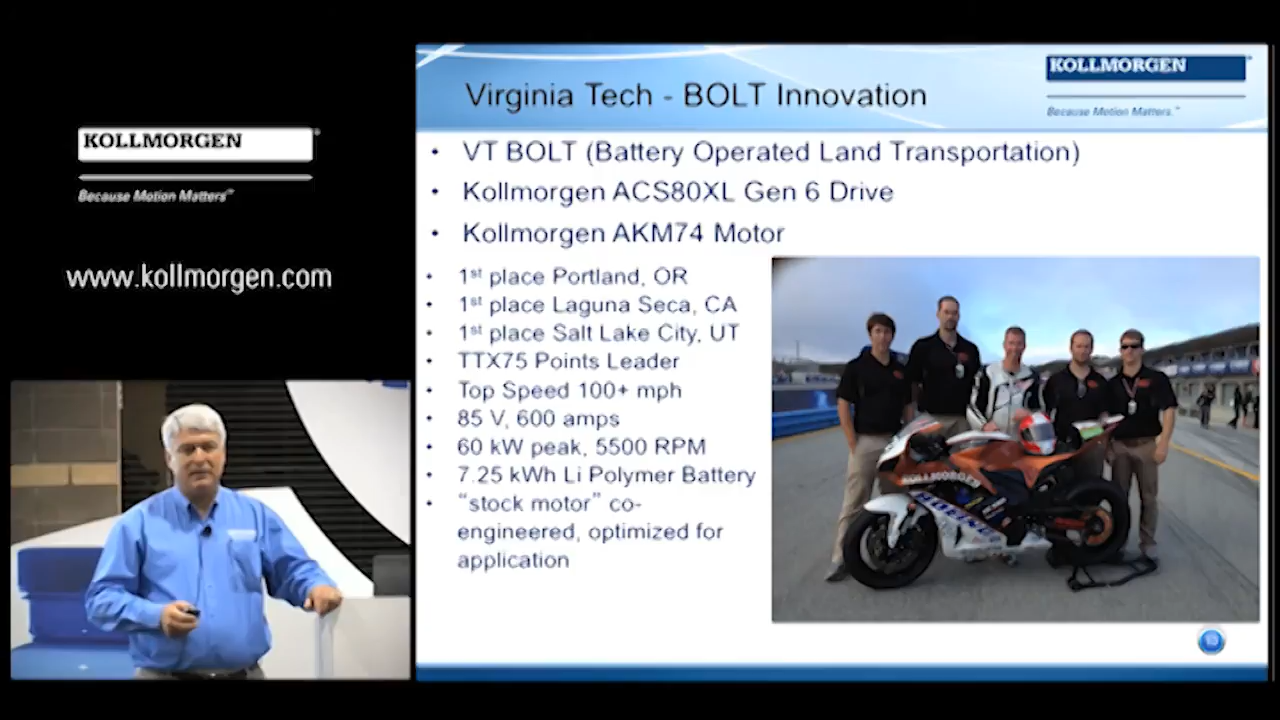 KOLLMORGEN
Because Motion Matters™
www.kollmorgen.com
Virginia Tech - BOLT Innovation
KOLLMORGEN
Because Motion Matters.™
• VT BOLT (Battery Operated Land Transportation)
• Kollmorgen ACS80XL Gen 6 Drive
• Kollmorgen AKM74 Motor
• 1st place Portland, OR
• 1st place Laguna Seca, CA
• 1st place Salt Lake City, UT
• TTX75 Points Leader
• Top Speed 100+ mph
• 85 V, 600 amps
• 60 kW peak, 5500 RPM
• 7.25 kWh Li Polymer Battery
• "stock motor" co-
engineered, optimized for
application
KOLLMORGEN